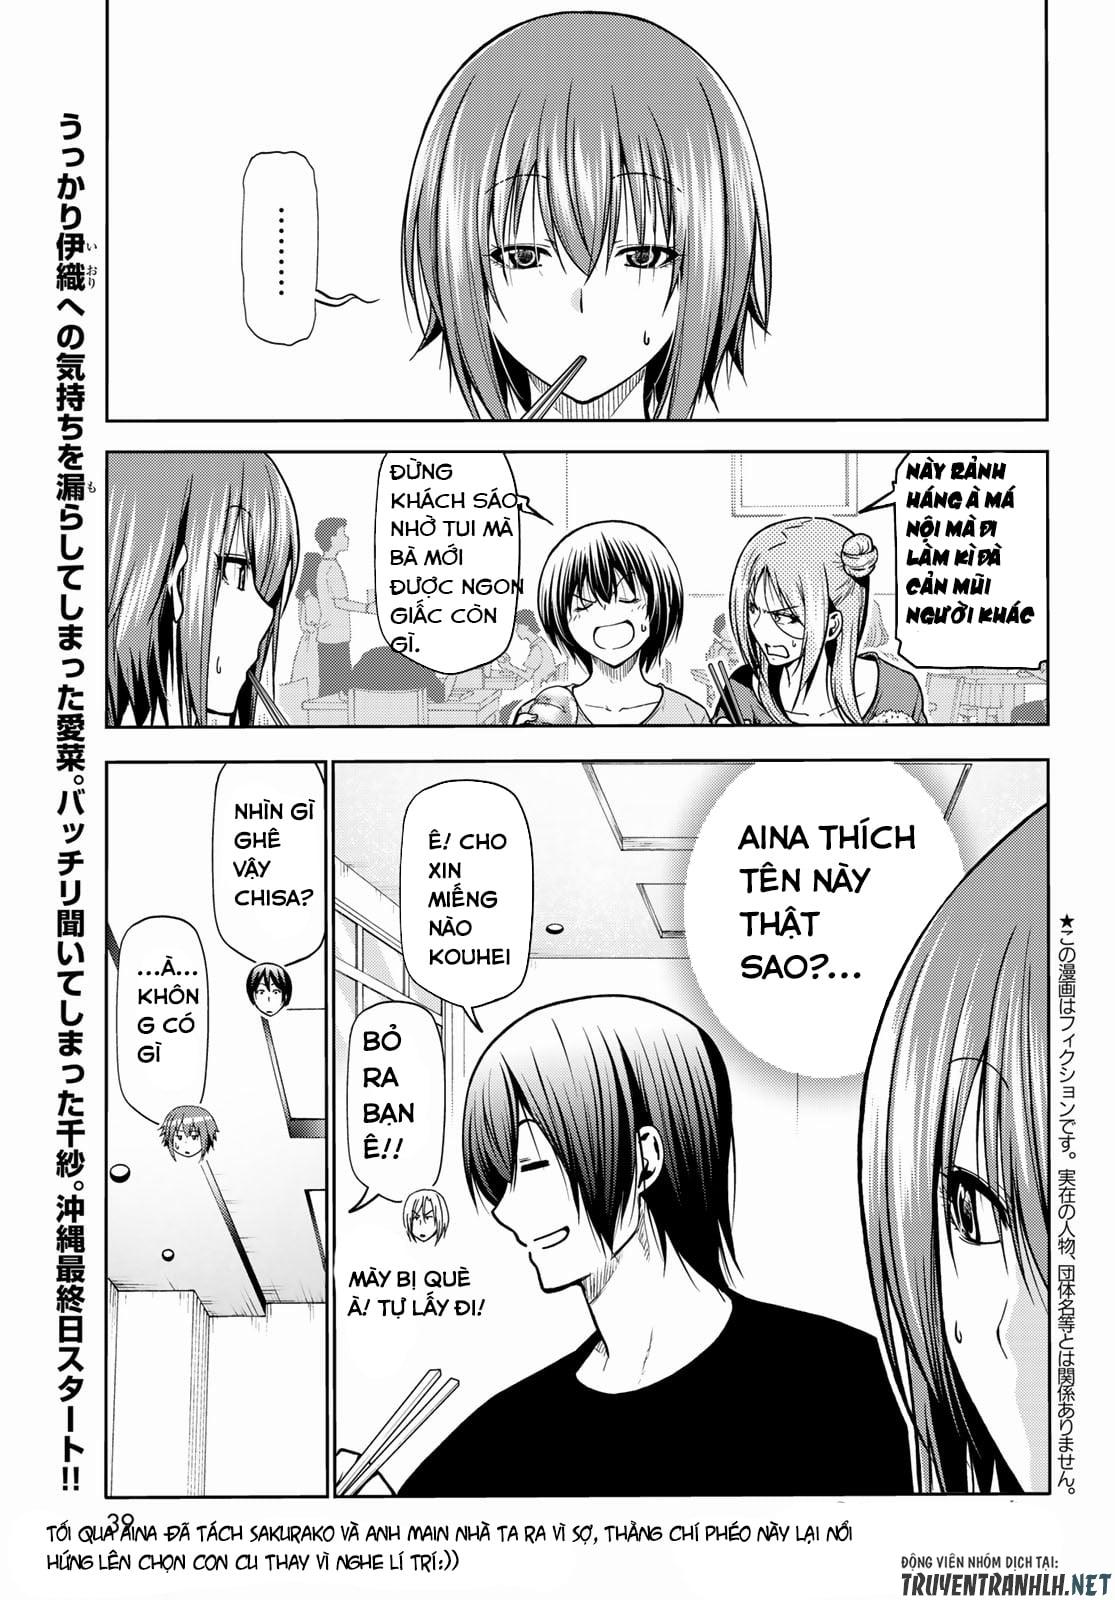 ………
NÀY RẢNH
HÁNG À MÁ
NỘI MÀ ĐI
LÀM KÌ ĐÀ
CẢN MŨI
NGƯỜI KHÁC
ĐỪNG
KHÁCH SÁO,
NHỜ TUI MÀ
BÀ MỚI
ĐƯỢC NGON
GIẤC CÒN
GÌ.
AINA THÍCH
TÊN NÀY
THẬT
SAO?...
Ê! CHO
XIN
MIẾNG
NÀO
KOUHEI
BỎ
RA
BẠN
Ê!!
MÀY BỊ QUÈ
À! TỰ LẤY ĐI!
NHÌN GÌ
GHÊ
VẬY
CHISA?
...À...
KHÔN
G CÓ
GÌ
★この漫画はフィクションです。実在の人物、団体名等とは関係ありません。
うっかり伊織いおりへの気持ちを漏もらしてしまった愛菜。バッチリ聞いてしまった千紗。沖縄最終日スタート!!
39
TỐI QUA AINA ĐÃ TÁCH SAKURAKO VÀ ANH MAIN NHÀ TA RA VÌ SỢ, THẰNG CHÍ PHÈO NÀY LẠI NỔI
HỨNG LÊN CHỌN CON CU THAY VÌ NGHE LÍ TRÍ:))
ĐỘNG VIÊN NHÓM DỊCH TẠI:
TRUYENTRANHLH.NET